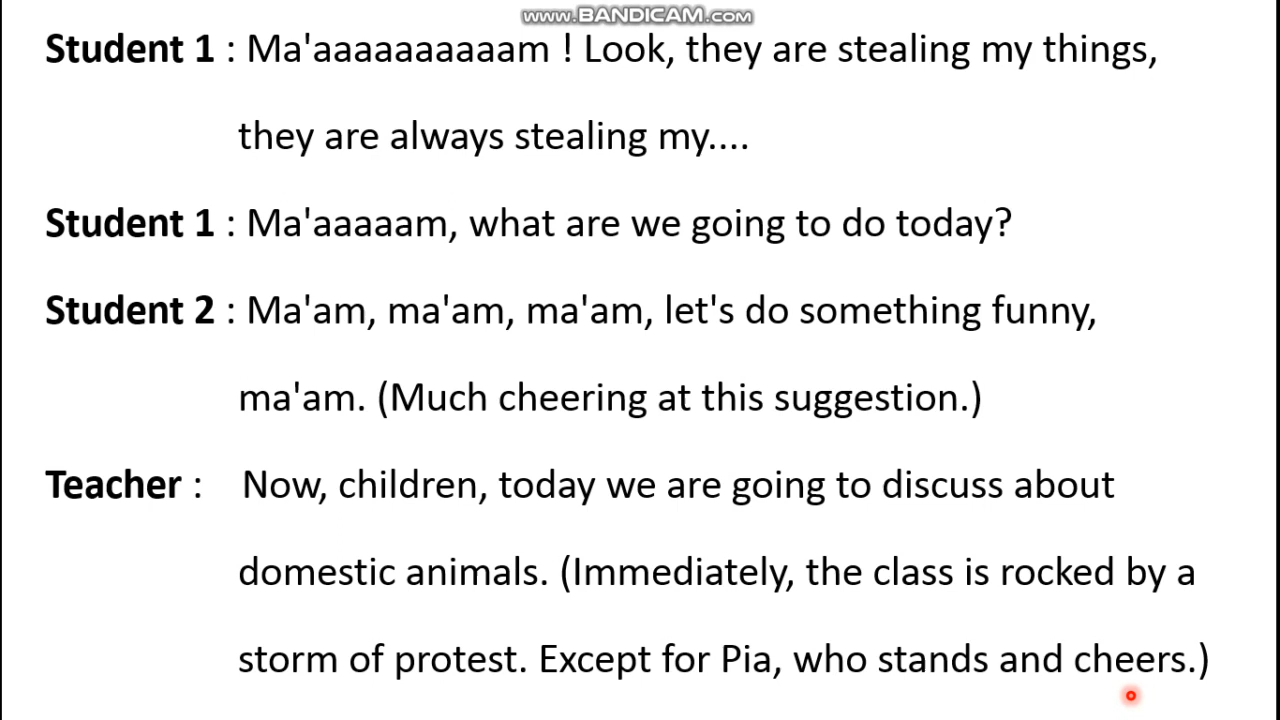 www.BANDICAM.com
Student 1 : Ma'aaaaaaaaaam ! Look, they are stealing my things,
they are always stealing my....
Student 1 : Ma'aaaaam, what are we going to do today?
Student 2 : Ma'am, ma'am, ma'am, let's do something funny,
ma'am. (Much cheering at this suggestion.)
Teacher : Now, children, today we are going to discuss about
domestic animals. (Immediately, the class is rocked by a
storm of protest. Except for Pia, who stands and cheers.)